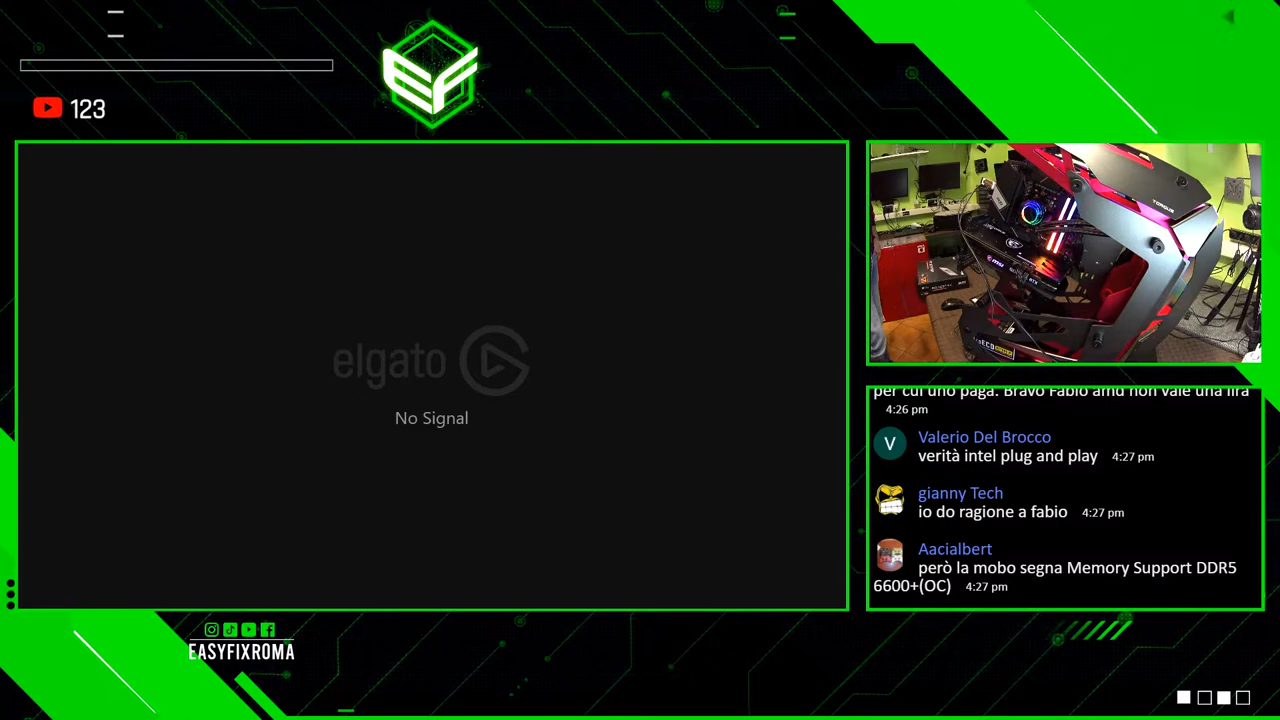 EF
123
elgato
No Signal
TORQUE
per cui uno paga. Bravo Fabio amd non vale una lira
4:26 pm
V
Valerio Del Brocco
verità intel plug and play 4:27 pm
gianny Tech
io do ragione a fabio 4:27 pm
Aacialbert
però la mobo segna Memory Support DDR5
6600+(OC) 4:27 pm
EASYFIXROMA